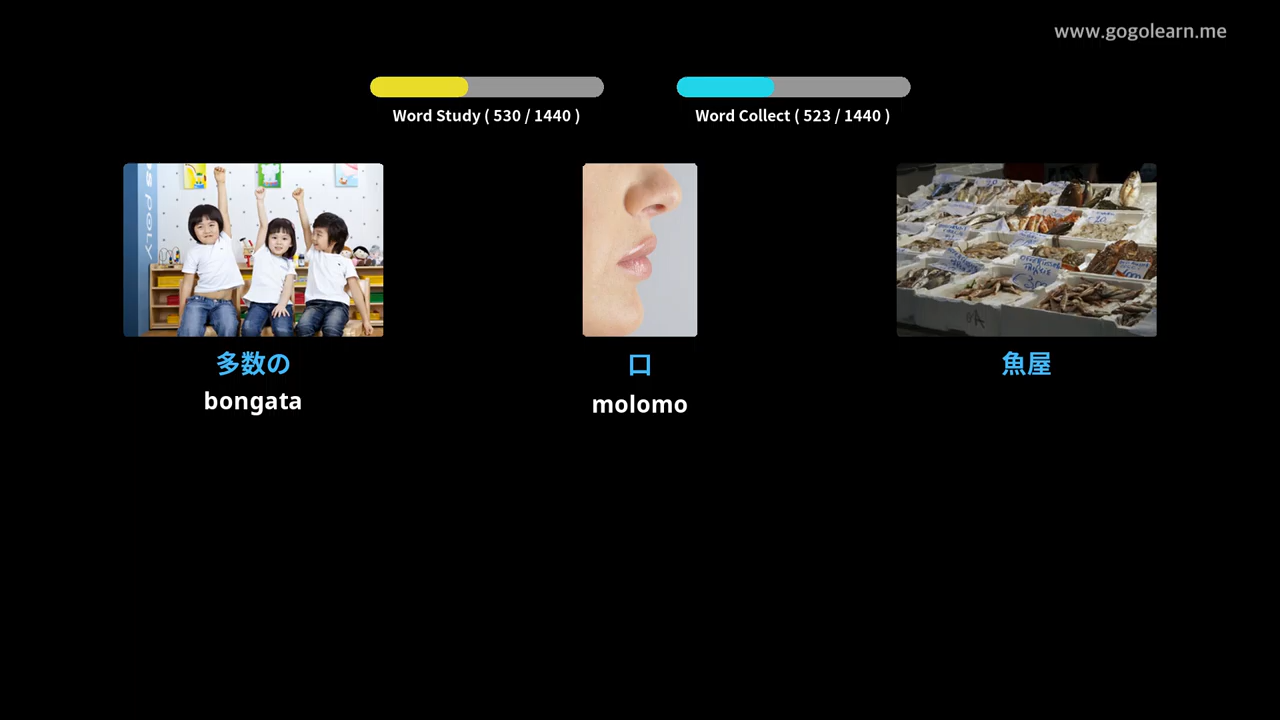 www.gogolearn.me
Word Study ( 530 / 1440 )
Word Collect ( 523 / 1440 )
多数の
bongata
口
molomo
魚屋